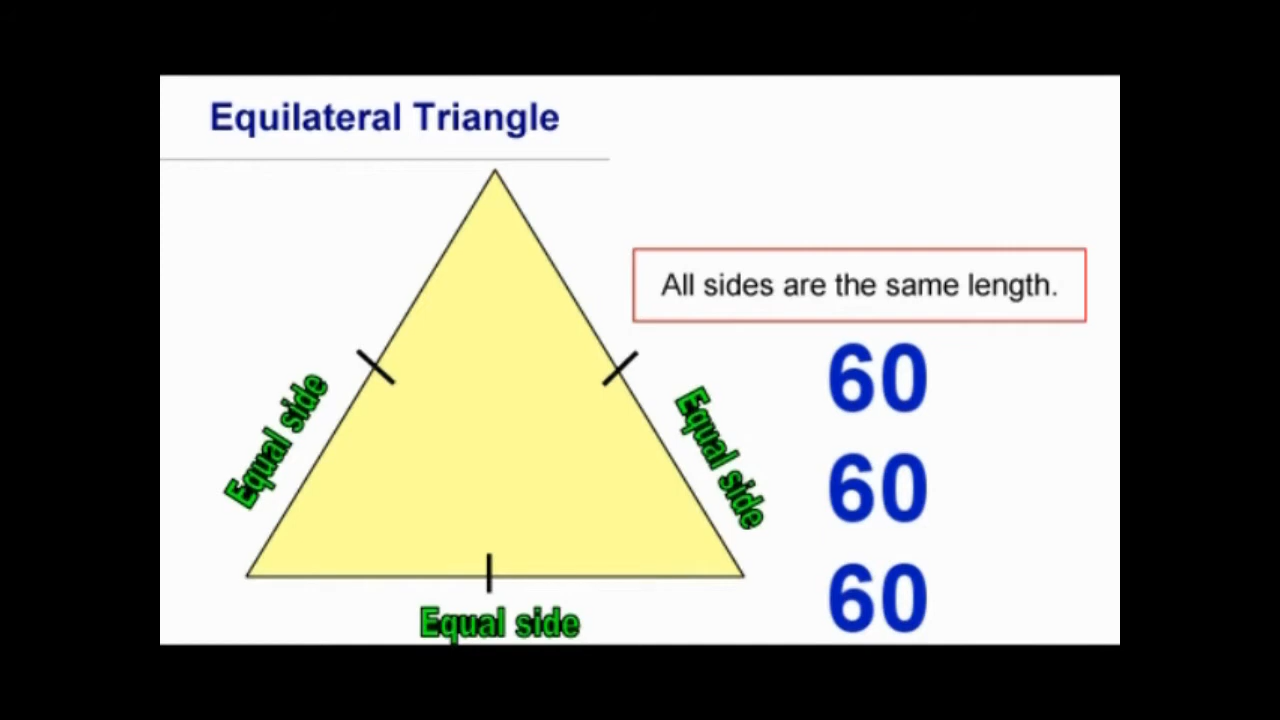 Equilateral Triangle
All sides are the same length.
Equal side
Equal side
Equal side
60
60
60